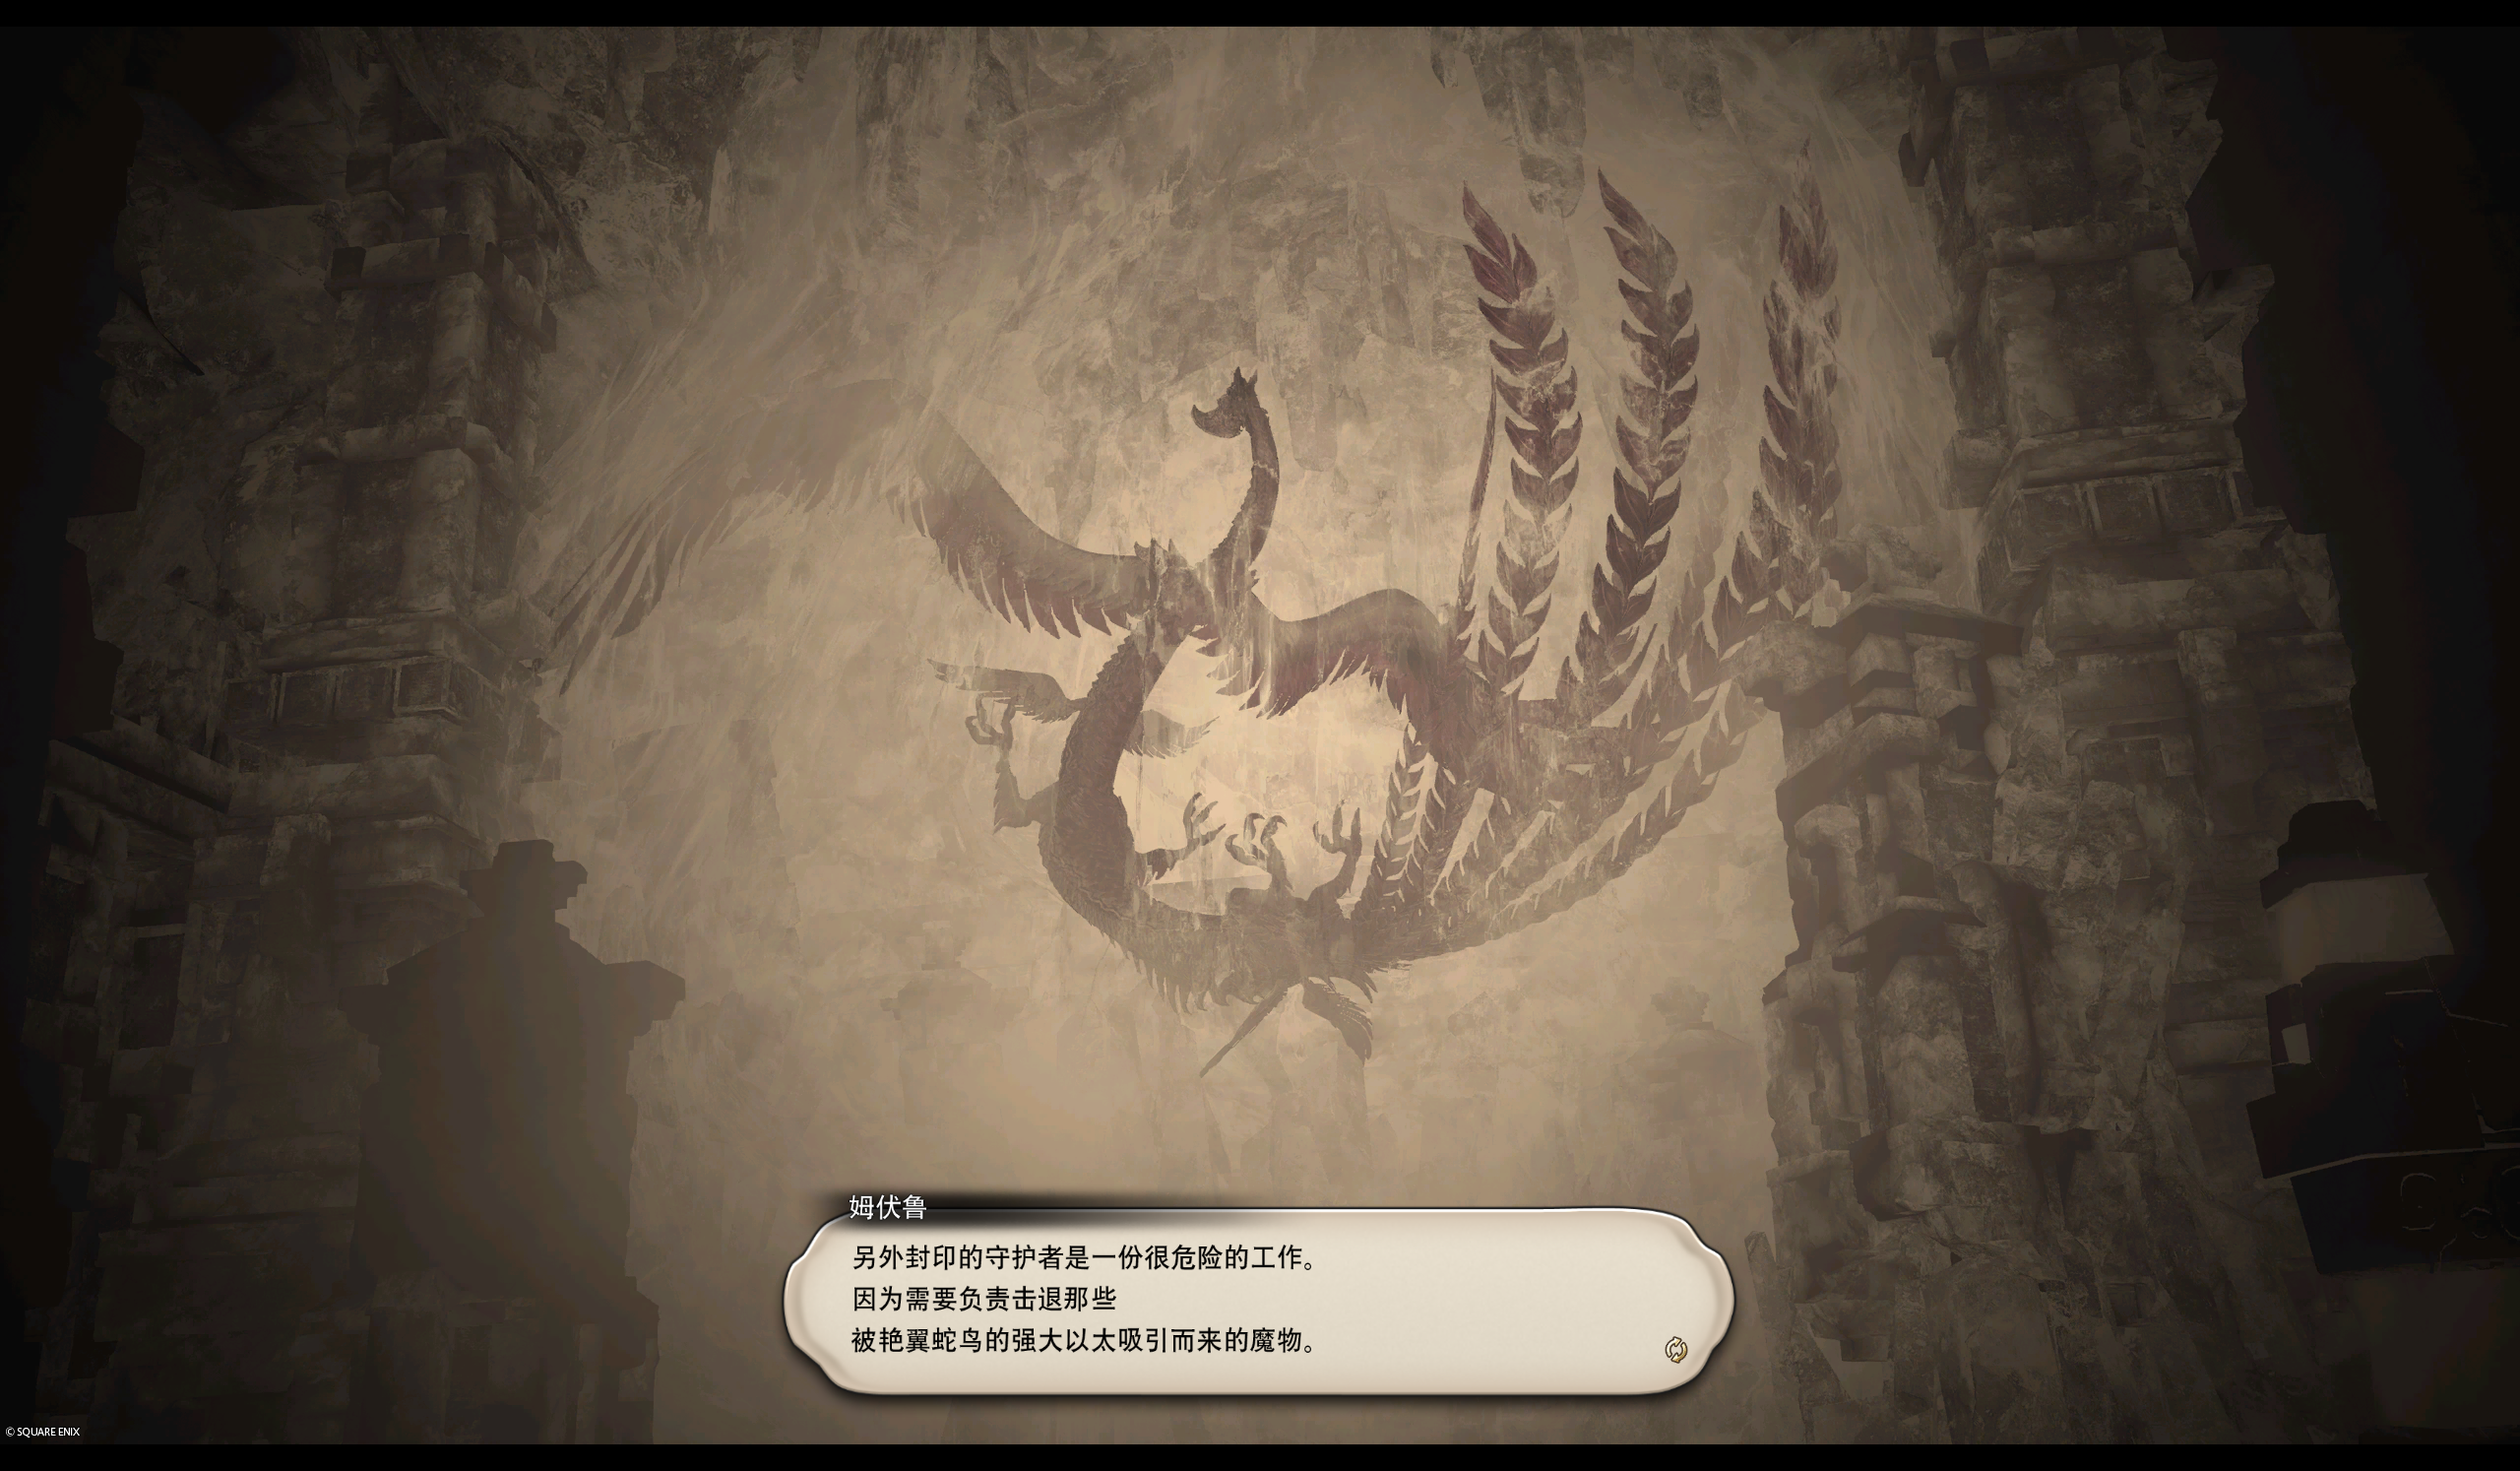 姆伏鲁
另外封印的守护者是一份很危险的工作。
因为需要负责击退那些
被艳翼蛇鸟的强大以太吸引而来的魔物。
© SQUARE ENIX